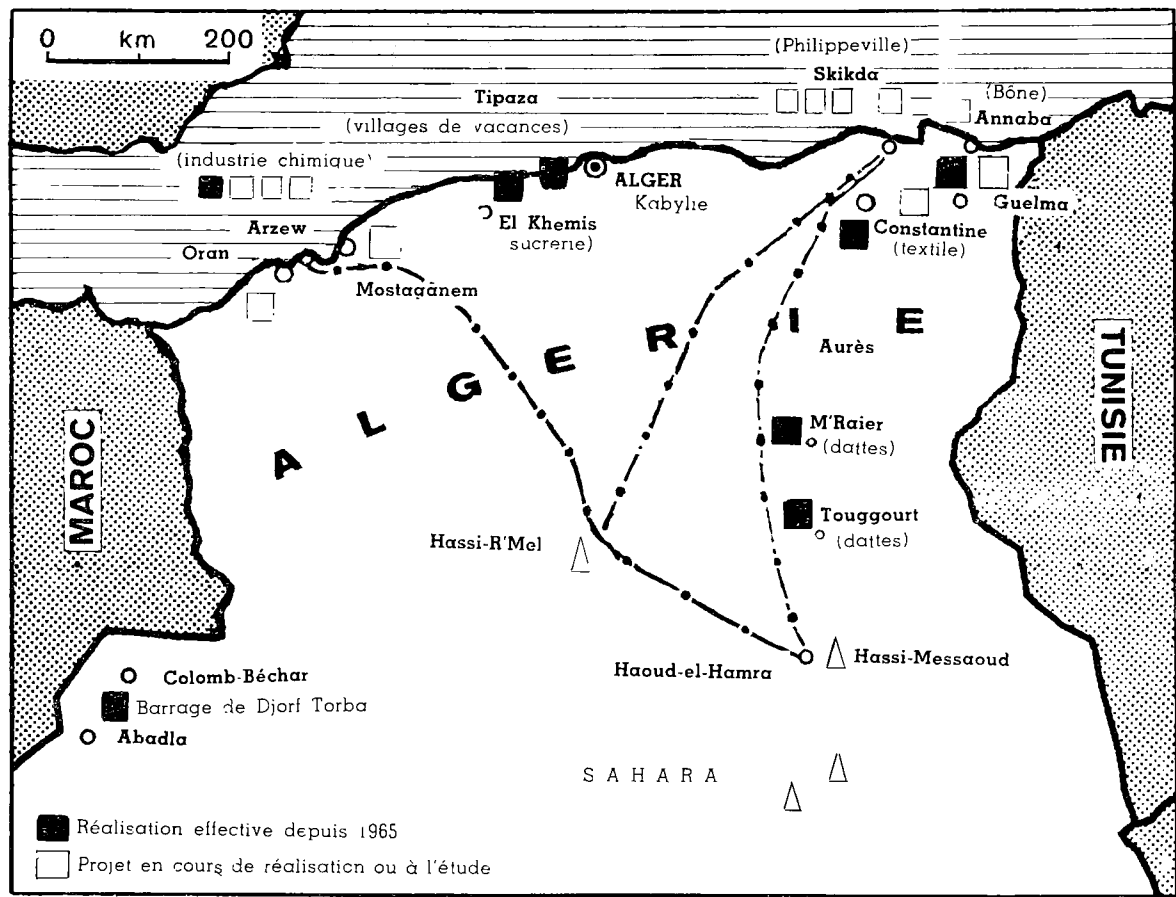 0 km 200
(Philippeville)
Skikda
Tipaza
(villages de vacances)
(Bône)
Annaba
(industrie chimique)
ALGER
Kabylie
El Khemis
sucrerie)
Guelma
Arzew
Oran
Constantine
(textile)
Mostaganem
ALGERIE
Aurès
MAROC
TUNISIE
M'Raier
(dattes)
Touggourt
(dattes)
Hassi-R'Mel
Haoud-el-Hamra
Hassi-Messaoud
Colomb-Béchar
Barrage de Djorf Torba
Abadla
SAHARA
Réalisation effective depuis 1965
Projet en cours de réalisation ou à l'étude